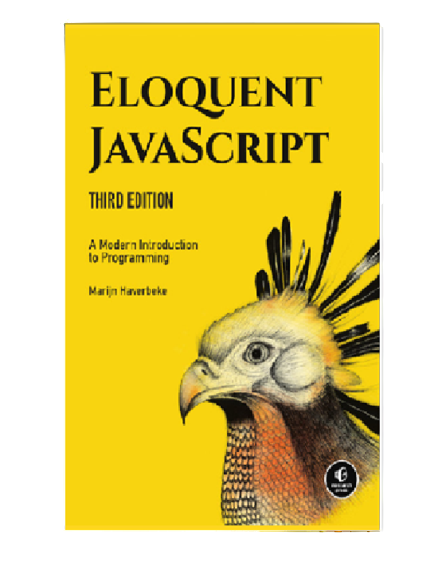 ELOQUENT
JAVASCRIPT
THIRD EDITION
A Modern Introduction
to Programming
Marijn Haverbeke